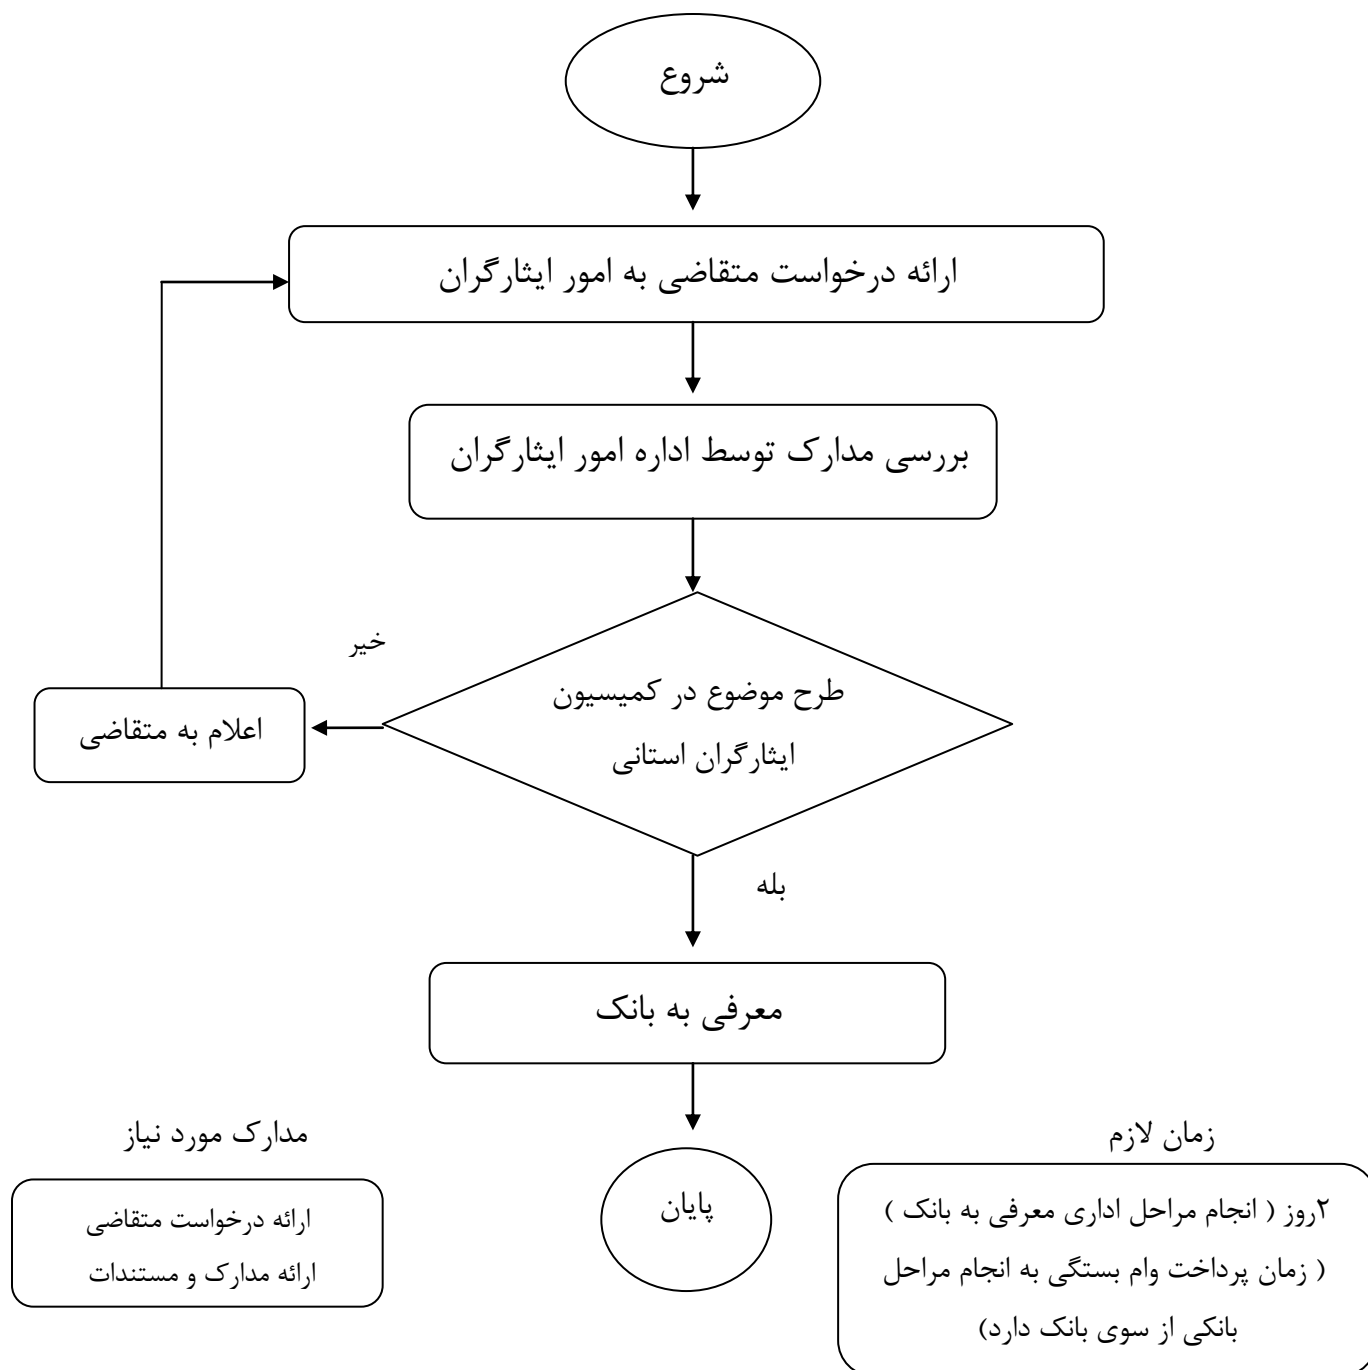 شروع
ارائه درخواست متقاضی به امور ایثارگران
بررسی مدارک توسط اداره امور ایثارگران
طرح موضوع در کمیسیون
ایثارگران استانی
خیر
اعلام به متقاضی
بله
معرفی به بانک
پایان
زمان لازم
۲روز ( انجام مراحل اداری معرفی به بانک )
( زمان پرداخت وام بستگی به انجام مراحل
بانکی از سوی بانک دارد)
مدارک مورد نیاز
ارائه درخواست متقاضی
ارائه مدارک و مستندات